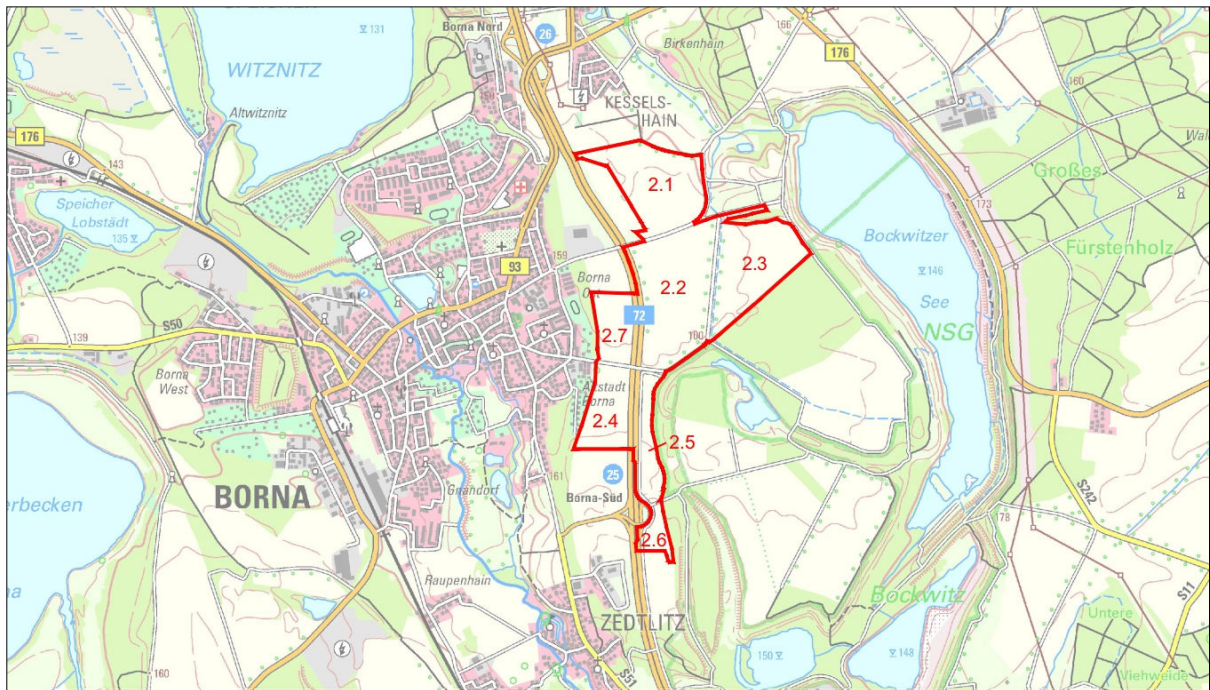 131
Borna Nord
26
166
176
Birkenhain
160
WITZNITZ
KESSELS-
HAIN
Altwitznitz
176
143
2.1
Großes
173
Speicher
Lobstädt
135
Bockwitzer
Fürstenholz
93
159
Borna
Ost
2.2
2.3
146
See
72
NSG
S50
139
2.7
Borna
West
Altstadt
Borna
2.4
2.5
161
25
Borna-Süd
S242
BORNA
Gnandorf
erbecken
178
2.6
Raupenhain
Bockwitz
S11
Untere
ZEDTLITZ
150
148
160
S51
Viehweide